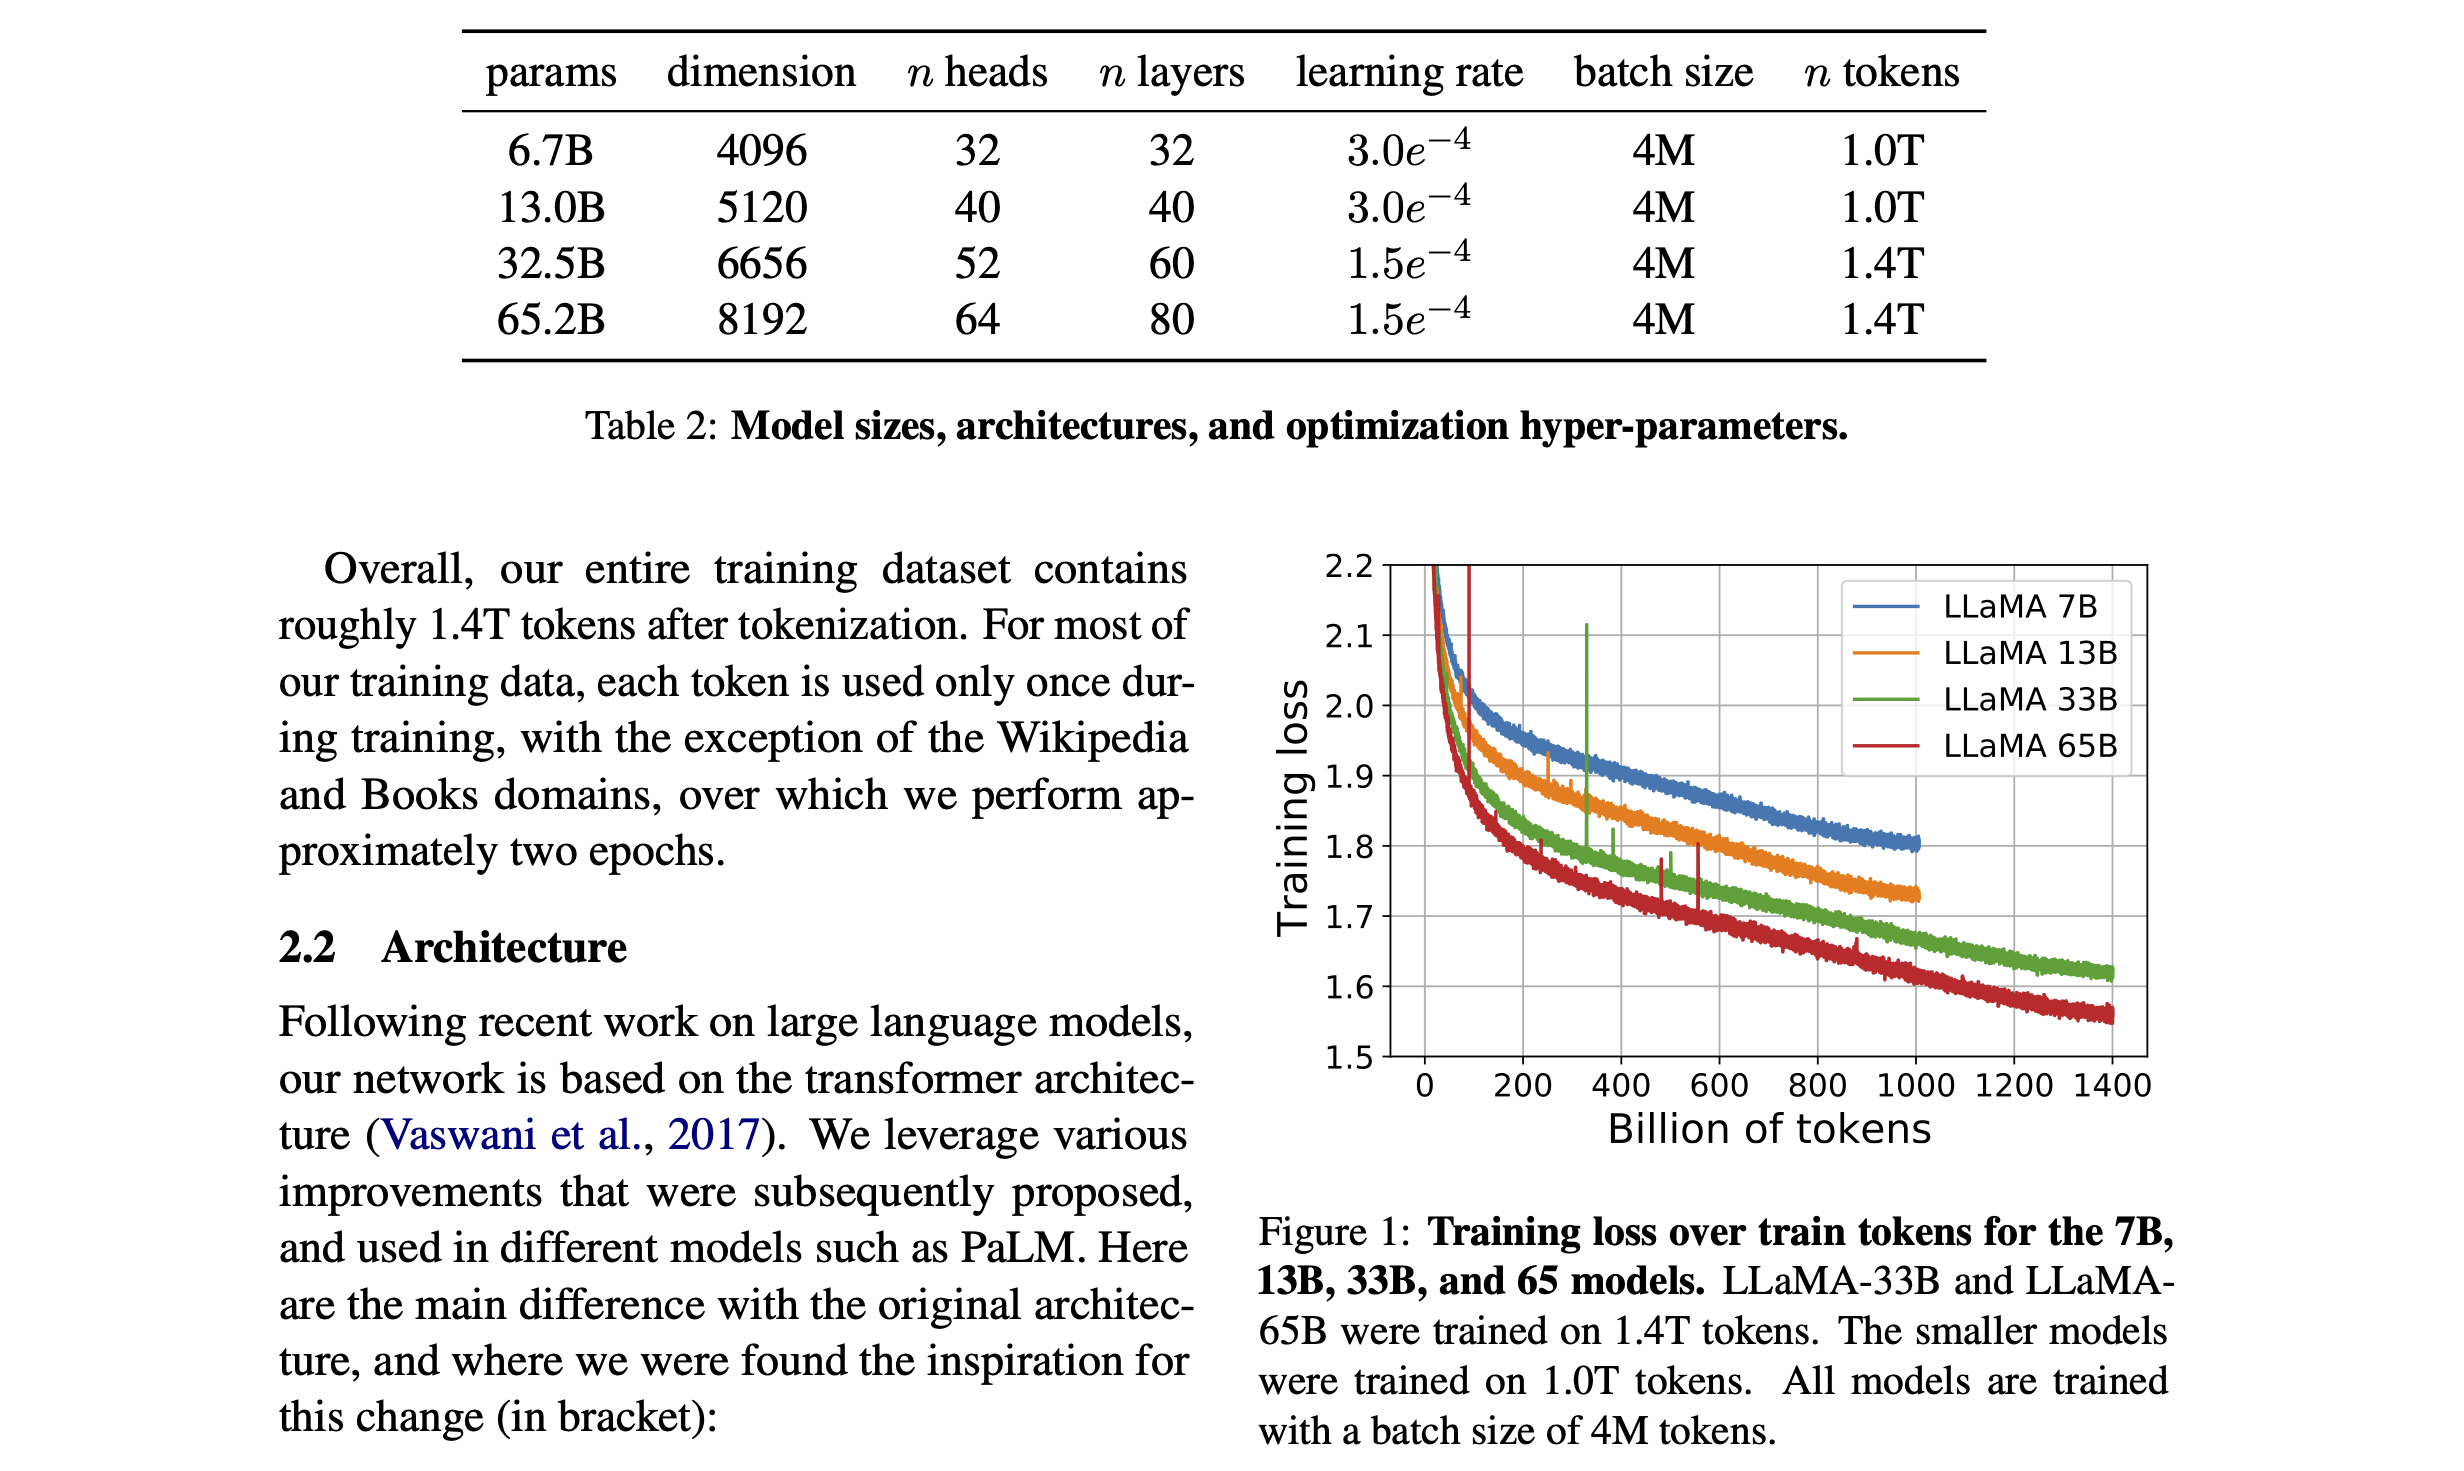 params dimension n heads n layers learning rate batch size n tokens
6.7B 4096 32 32 3.0e−4 4M 1.0T
13.0B 5120 40 40 3.0e−4 4M 1.0T
32.5B 6656 52 60 1.5e−4 4M 1.4T
65.2B 8192 64 80 1.5e−4 4M 1.4T
Table 2: Model sizes, architectures, and optimization hyper-parameters.
Overall, our entire training dataset contains
roughly 1.4T tokens after tokenization. For most of
our training data, each token is used only once dur-
ing training, with the exception of the Wikipedia
and Books domains, over which we perform ap-
proximately two epochs.
2.2 Architecture
Following recent work on large language models,
our network is based on the transformer architec-
ture (Vaswani et al., 2017). We leverage various
improvements that were subsequently proposed,
and used in different models such as PaLM. Here
are the main difference with the original architec-
ture, and where we were found the inspiration for
this change (in bracket):
2.2
2.1
2.0
1.9
1.8
1.7
1.6
1.5
Training loss
LLaMA 7B
LLaMA 13B
LLaMA 33B
LLaMA 65B
0 200 400 600 800 1000 1200 1400
Billion of tokens
Figure 1: Training loss over train tokens for the 7B,
13B, 33B, and 65 models. LLaMA-33B and LLaMA-
65B were trained on 1.4T tokens. The smaller models
were trained on 1.0T tokens. All models are trained
with a batch size of 4M tokens.